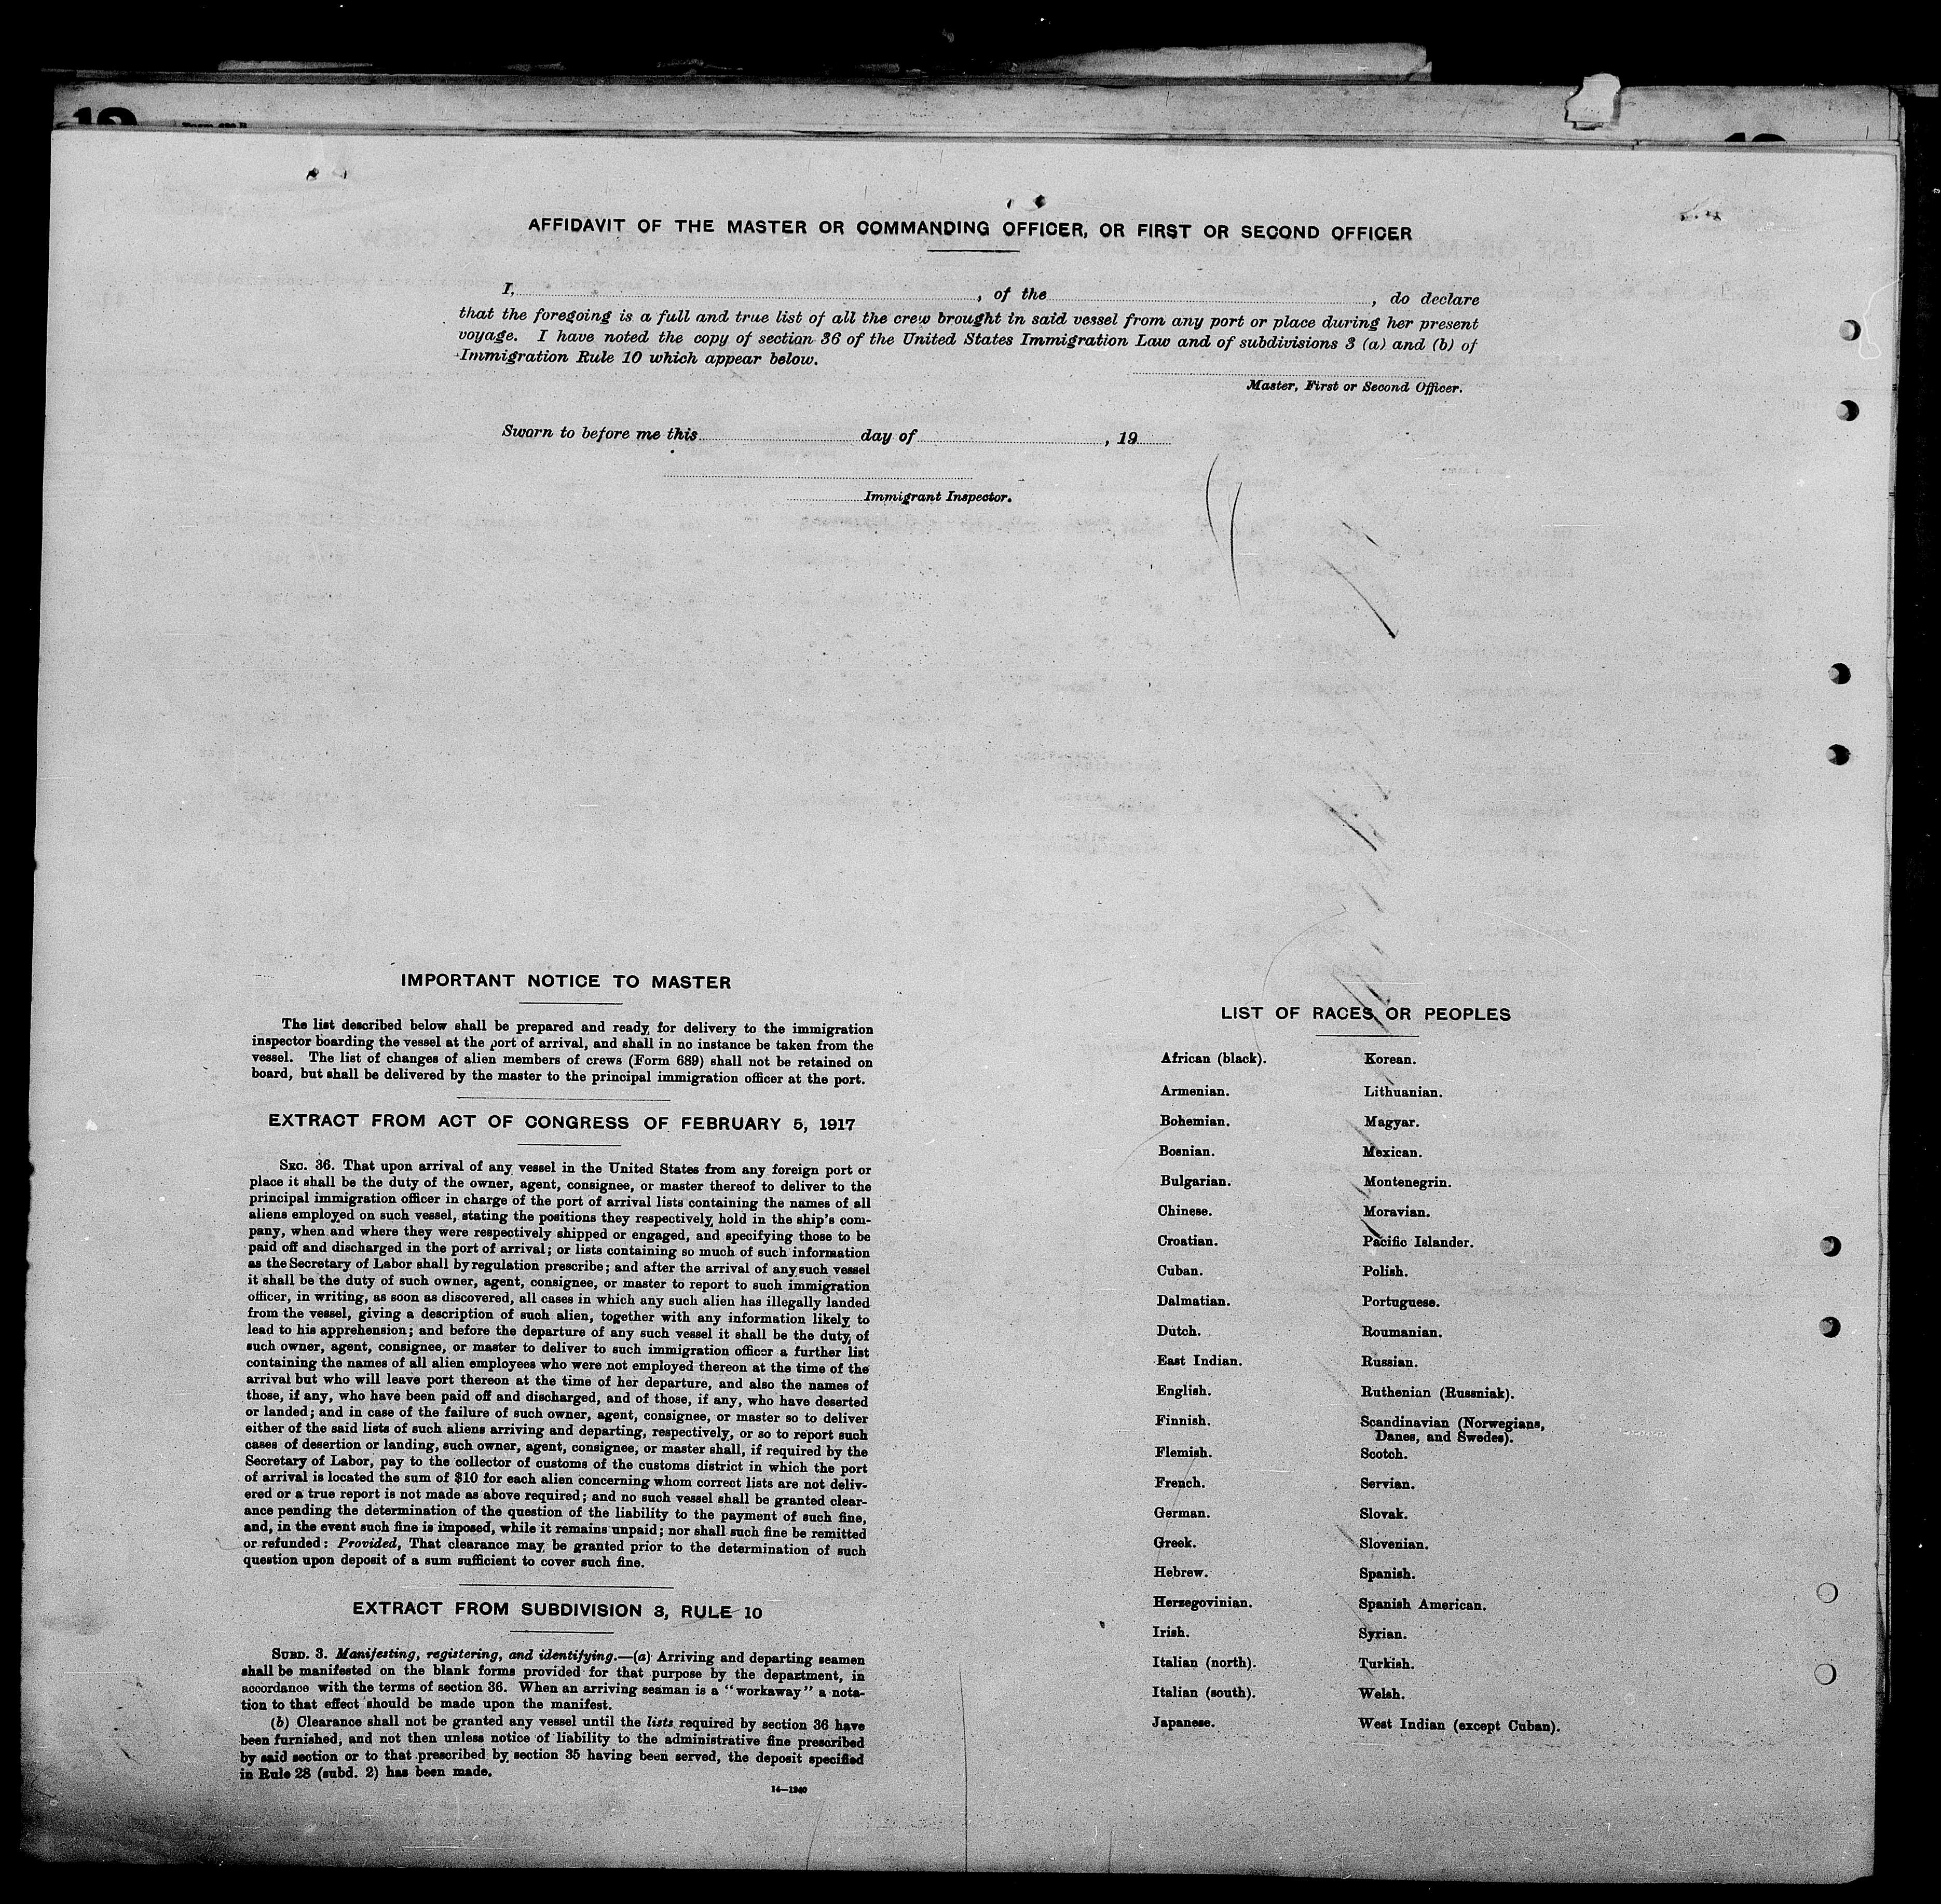 AFFIDAVIT OF THE MASTER OR COMMANDING OFFICER, OR FIRST OR SECOND OFFICER
I, , of the , do declare
that the foregoing is a full and true list of all the crew brought in said vessel from any port or place during her present
voyage. I have noted the copy of section 36 of the United States Immigration Law and of subdivisions 3 (a) and (b) of
Immigration Rule 10 which appear below.
Master, First or Second Officer.
Sworn to before me this day of , 19
Immigrant Inspector.
IMPORTANT NOTICE TO MASTER
The list described below shall be prepared and ready for delivery to the immigration
inspector boarding the vessel at the port of arrival, and shall in no instance be taken from the
vessel. The list of changes of alien members of crews (Form 689) shall not be retained on
board, but shall be delivered by the master to the principal immigration officer at the port.
EXTRACT FROM ACT OF CONGRESS OF FEBRUARY 5, 1917
SEC. 36. That upon arrival of any vessel in the United States from any foreign port or
place it shall be the duty of the owner, agent, consignee, or master thereof to deliver to the
principal immigration officer in charge of the port of arrival lists containing the names of all
aliens employed on such vessel, stating the positions they respectively hold in the ship's com-
pany, when and where they were respectively shipped or engaged, and specifying those to be
paid off and discharged in the port of arrival; or lists containing so much of such information
as the Secretary of Labor shall by regulation prescribe; and after the arrival of any such vessel
it shall be the duty of such owner, agent, consignee, or master to report to such immigration
officer, in writing, as soon as discovered, all cases in which any such alien has illegally landed
from the vessel, giving a description of such alien, together with any information likely to
lead to his apprehension; and before the departure of any such vessel it shall be the duty of
such owner, agent, consignee, or master to deliver to such immigration officer a further list
containing the names of all alien employees who were not employed thereon at the time of the
arrival but who will leave port thereon at the time of her departure, and also the names of
those, if any, who have been paid off and discharged, and of those, if any, who have deserted
or landed; and in case of the failure of such owner, agent, consignee, or master so to deliver
either of the said lists of such aliens arriving and departing, respectively, or so to report such
cases of desertion or landing, such owner, agent, consignee, or master shall, if required by the
Secretary of Labor, pay to the collector of customs of the customs district in which the port
of arrival is located the sum of $10 for each alien concerning whom correct lists are not deliv-
ered or a true report is not made as above required; and no such vessel shall be granted clear-
ance pending the determination of the question of the liability to the payment of such fine,
and, in the event such fine is imposed, while it remains unpaid; nor shall such fine be remitted
or refunded: Provided, That clearance may be granted prior to the determination of such
question upon deposit of a sum sufficient to cover such fine.
EXTRACT FROM SUBDIVISION 3, RULE 10
SUBD. 3. Manifesting, registering, and identifying.—(a) Arriving and departing seamen
shall be manifested on the blank forms provided for that purpose by the department, in
accordance with the terms of section 36. When an arriving seaman is a "workaway" a nota-
tion to that effect should be made upon the manifest.
(b) Clearance shall not be granted any vessel until the lists required by section 36 have
been furnished, and not then unless notice of liability to the administrative fine prescribed
by said section or to that prescribed by section 35 having been served, the deposit specified
in Rule 28 (subd. 2) has been made.
14—1240
LIST OF RACES OR PEOPLES
African (black).
Armenian.
Bohemian.
Bosnian.
Bulgarian.
Chinese.
Croatian.
Cuban.
Dalmatian.
Dutch.
East Indian.
English.
Finnish.
Flemish.
French.
German.
Greek.
Hebrew.
Herzegovinian.
Irish.
Italian (north).
Italian (south).
Japanese.
Korean.
Lithuanian.
Magyar.
Mexican.
Montenegrin.
Moravian.
Pacific Islander.
Polish.
Portuguese.
Roumanian.
Russian.
Ruthenian (Russniak).
Scandinavian (Norwegians,
Danes, and Swedes).
Scotch.
Servian.
Slovak.
Slovenian.
Spanish.
Spanish American.
Syrian.
Turkish.
Welsh.
West Indian (except Cuban).